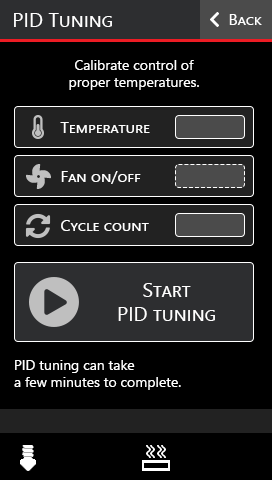 PID Tuning
Back
Calibrate control of
proper temperatures.
Temperature
Fan on/off
Cycle count
Start
PID tuning
PID tuning can take
a few minutes to complete.